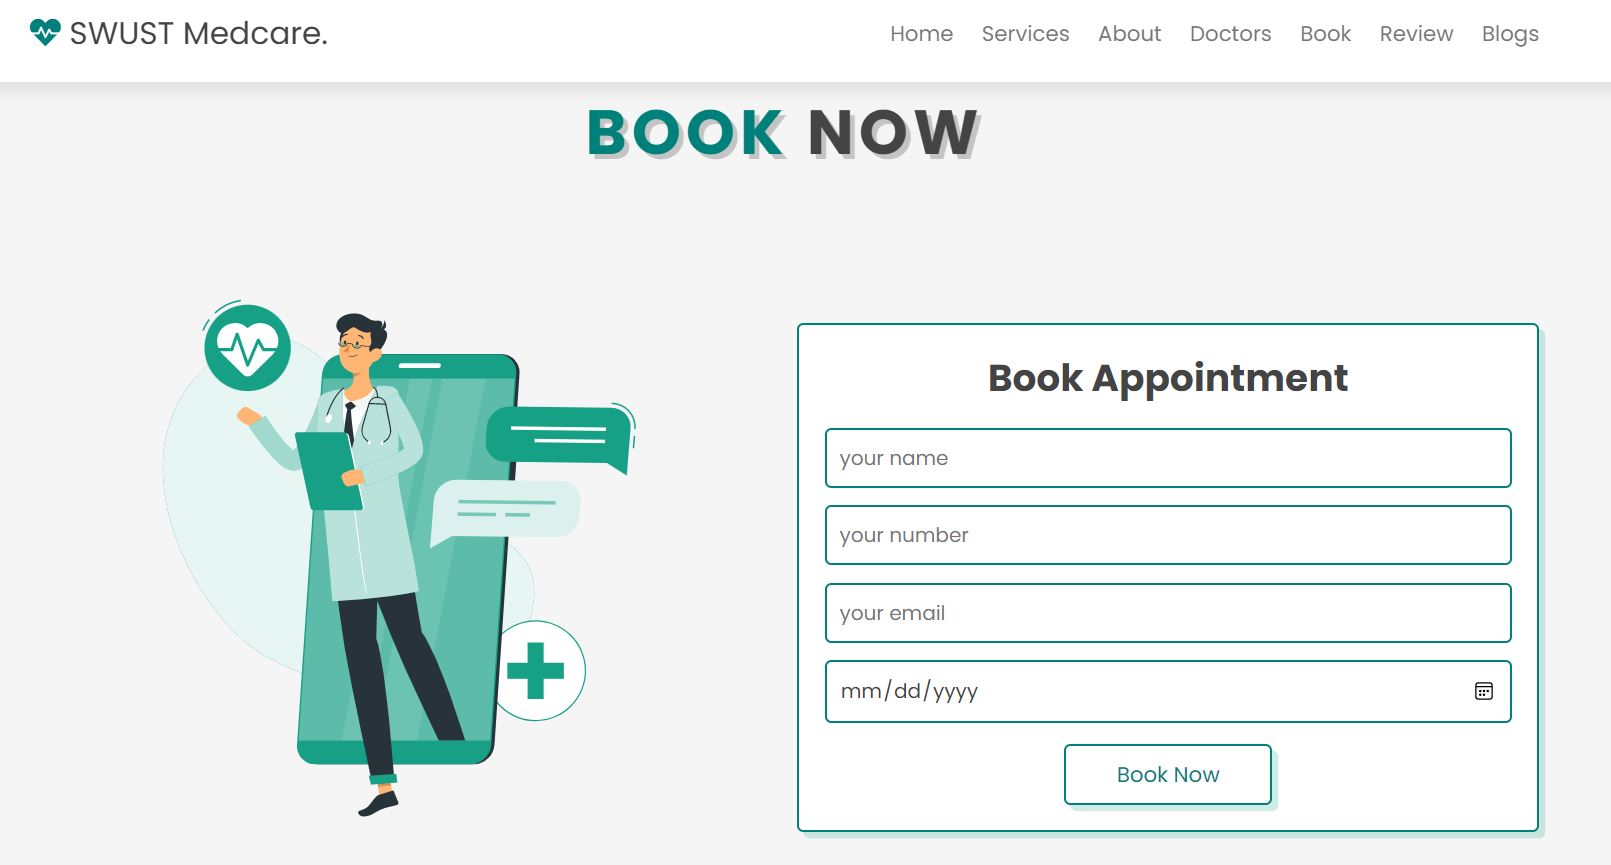 SWUST Medcare.
Home Services About Doctors Book Review Blogs
BOOK NOW
Book Appointment
your name
your number
your email
mm/dd/yyyy
Book Now